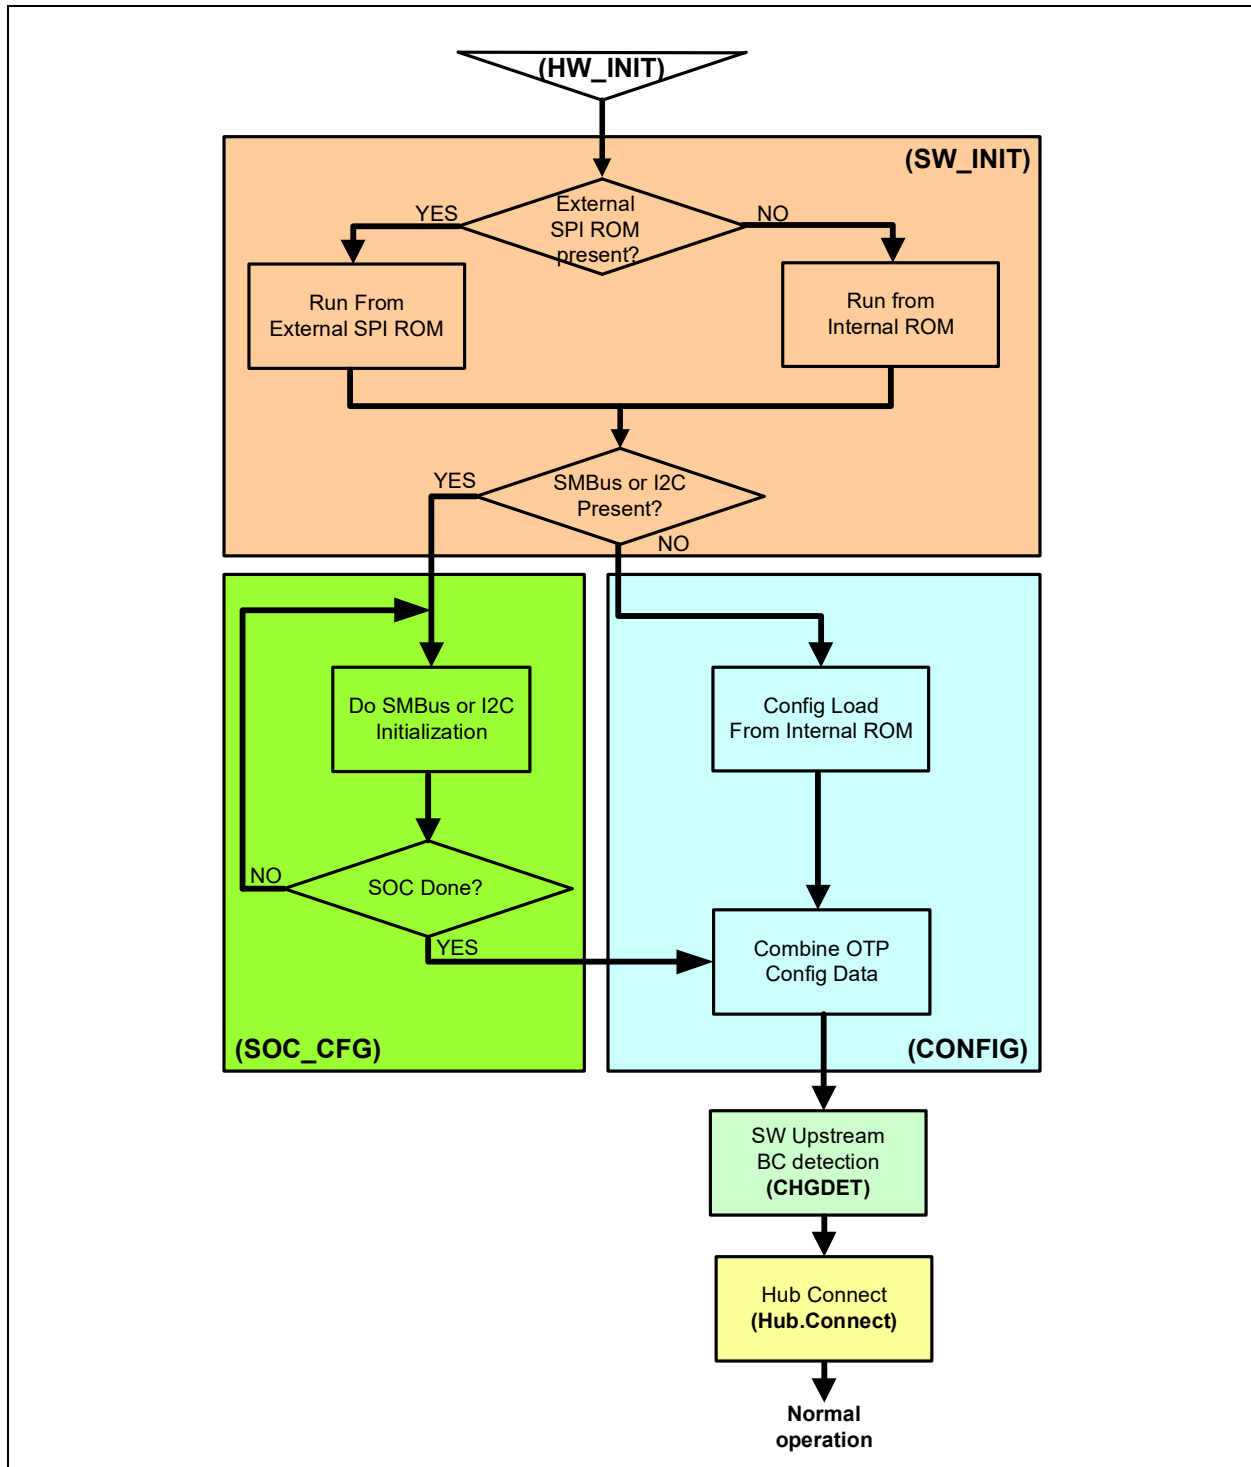 (HW_INIT)
(SW_INIT)
External
SPI ROM
present?
YES
NO
Run From
External SPI ROM
Run from
Internal ROM
SMBus or I2C
Present?
YES
NO
Do SMBus or I2C
Initialization
Config Load
From Internal ROM
SOC Done?
NO
YES
Combine OTP
Config Data
(SOC_CFG)
(CONFIG)
SW Upstream
BC detection
(CHGDET)
Hub Connect
(Hub.Connect)
Normal
operation